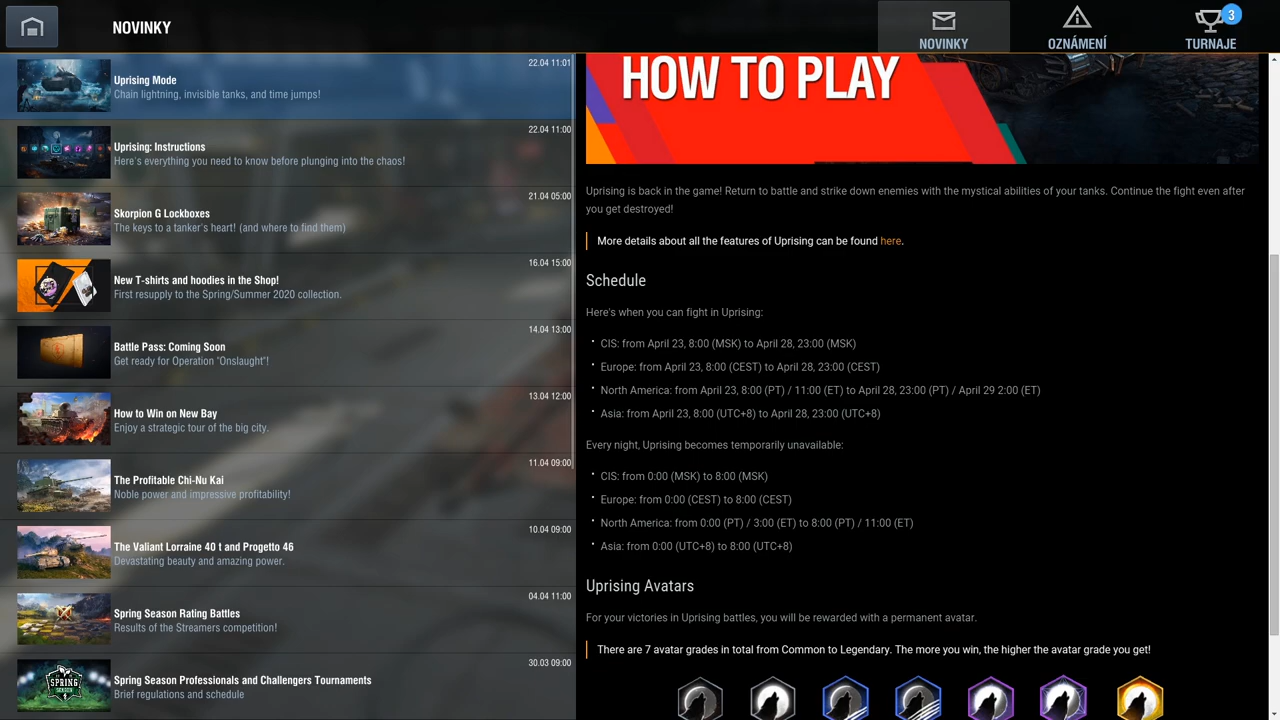 NOVINKY
NOVINKY
OZNÁMENÍ
3
TURNAJE
22.04 11:01
Uprising Mode
Chain lightning, invisible tanks, and time jumps!
22.04 11:00
Uprising: Instructions
Here's everything you need to know before plunging into the chaos!
21.04 05:00
Skorpion G Lockboxes
The keys to a tanker's heart! (and where to find them)
16.04 15:00
New T-shirts and hoodies in the Shop!
First resupply to the Spring/Summer 2020 collection.
14.04 13:00
Battle Pass: Coming Soon
Get ready for Operation "Onslaught"!
13.04 12:00
How to Win on New Bay
Enjoy a strategic tour of the big city.
11.04 09:00
The Profitable Chi-Nu Kai
Noble power and impressive profitability!
10.04 09:00
The Valiant Lorraine 40 t and Progetto 46
Devastating beauty and amazing power.
04.04 11:00
Spring Season Rating Battles
Results of the Streamers competition!
30.03 09:00
SPRING
SEASON
Spring Season Professionals and Challengers Tournaments
Brief regulations and schedule
HOW TO PLAY
Uprising is back in the game! Return to battle and strike down enemies with the mystical abilities of your tanks. Continue the fight even after
you get destroyed!
More details about all the features of Uprising can be found here.
Schedule
Here's when you can fight in Uprising:
• CIS: from April 23, 8:00 (MSK) to April 28, 23:00 (MSK)
• Europe: from April 23, 8:00 (CEST) to April 28, 23:00 (CEST)
• North America: from April 23, 8:00 (PT) / 11:00 (ET) to April 28, 23:00 (PT) / April 29 2:00 (ET)
• Asia: from April 23, 8:00 (UTC+8) to April 28, 23:00 (UTC+8)
Every night, Uprising becomes temporarily unavailable:
• CIS: from 0:00 (MSK) to 8:00 (MSK)
• Europe: from 0:00 (CEST) to 8:00 (CEST)
• North America: from 0:00 (PT) / 3:00 (ET) to 8:00 (PT) / 11:00 (ET)
• Asia: from 0:00 (UTC+8) to 8:00 (UTC+8)
Uprising Avatars
For your victories in Uprising battles, you will be rewarded with a permanent avatar.
There are 7 avatar grades in total from Common to Legendary. The more you win, the higher the avatar grade you get!